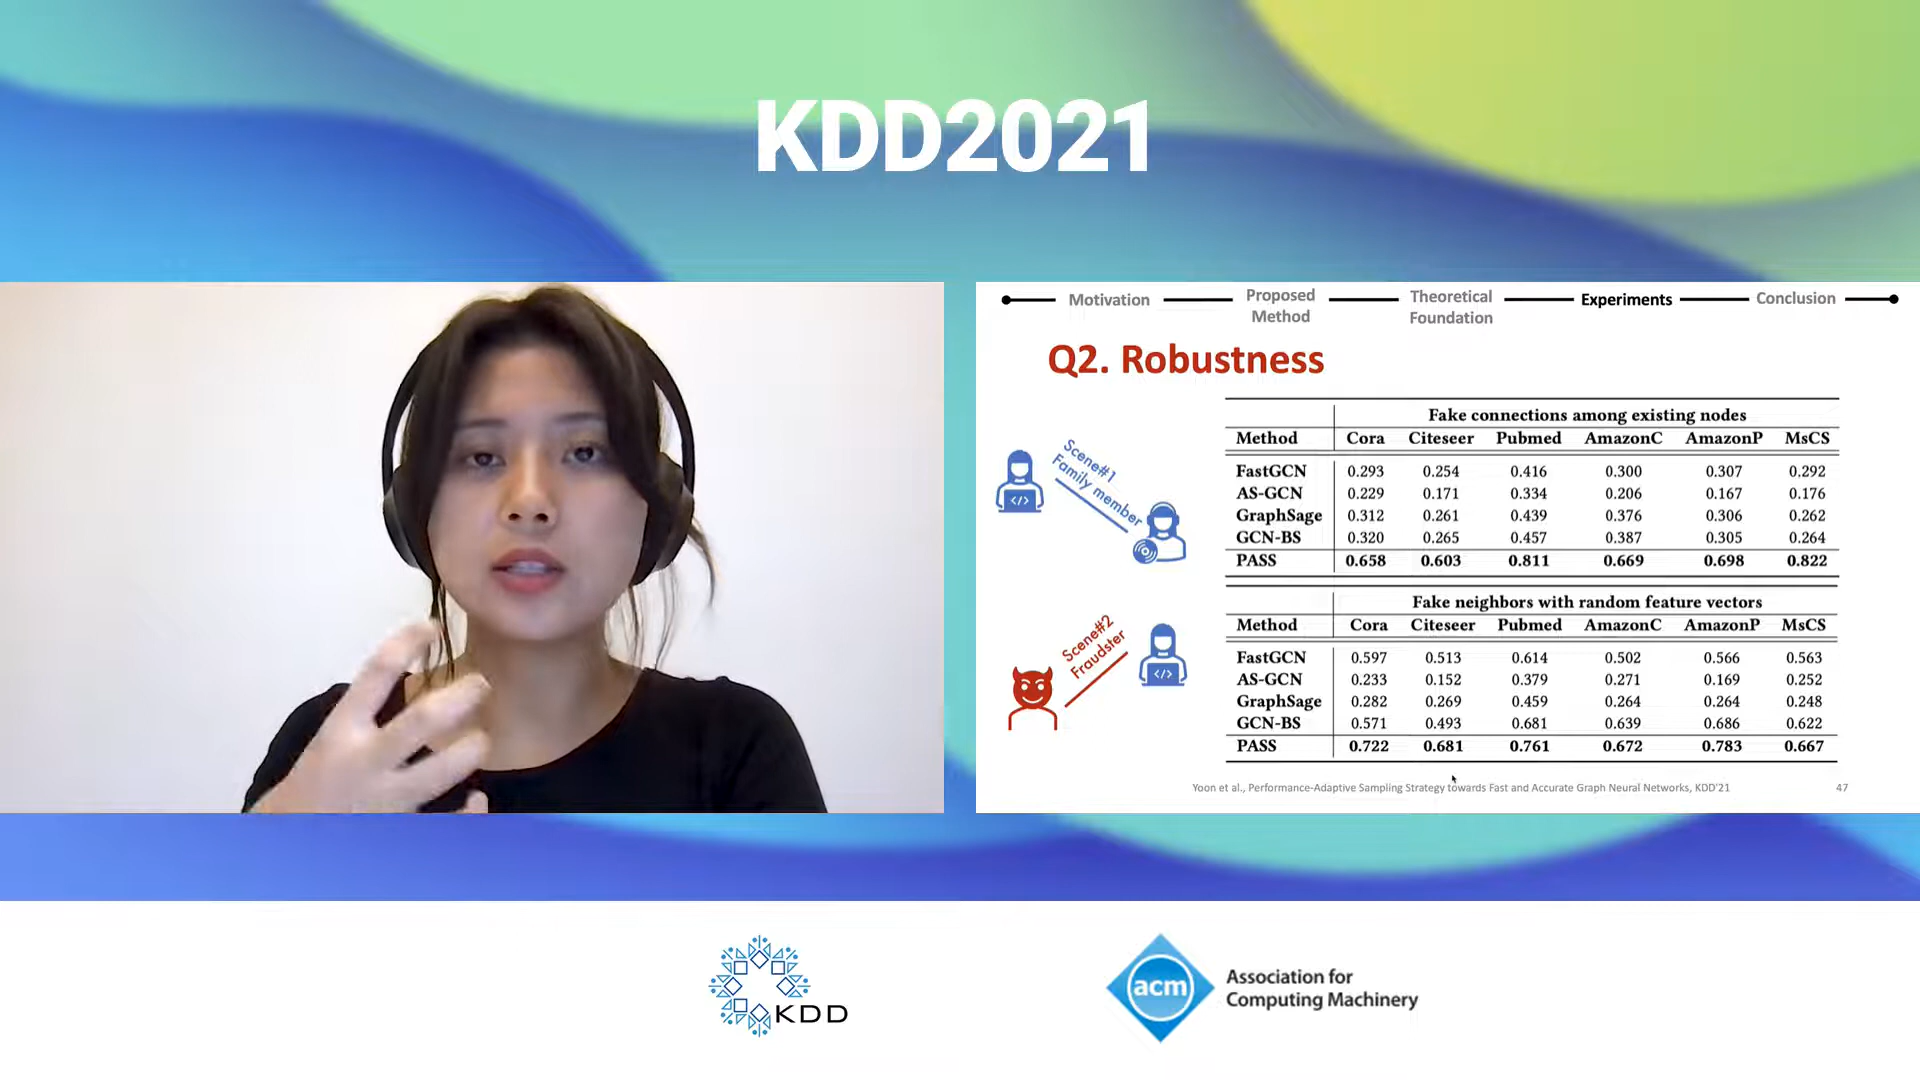 KDD2021
Motivation
Proposed
Method
Theoretical
Foundation
Experiments
Conclusion
Q2. Robustness
Scene#1
Family member
</>
Fake connections among existing nodes
Method Cora Citeseer Pubmed AmazonC AmazonP MsCS
FastGCN 0.293 0.254 0.416 0.300 0.307 0.292
AS-GCN 0.229 0.171 0.334 0.206 0.167 0.176
GraphSage 0.312 0.261 0.439 0.376 0.306 0.262
GCN-BS 0.320 0.265 0.457 0.387 0.305 0.264
PASS 0.658 0.603 0.811 0.669 0.698 0.822
Scene#2
Fraudster
</>
Fake neighbors with random feature vectors
Method Cora Citeseer Pubmed AmazonC AmazonP MsCS
FastGCN 0.597 0.513 0.614 0.502 0.566 0.563
AS-GCN 0.233 0.152 0.379 0.271 0.169 0.252
GraphSage 0.282 0.269 0.459 0.264 0.264 0.248
GCN-BS 0.571 0.493 0.681 0.639 0.686 0.622
PASS 0.722 0.681 0.761 0.672 0.783 0.667
Yoon et al., Performance-Adaptive Sampling Strategy towards Fast and Accurate Graph Neural Networks, KDD'21
47
KDD
acm
Association for
Computing Machinery